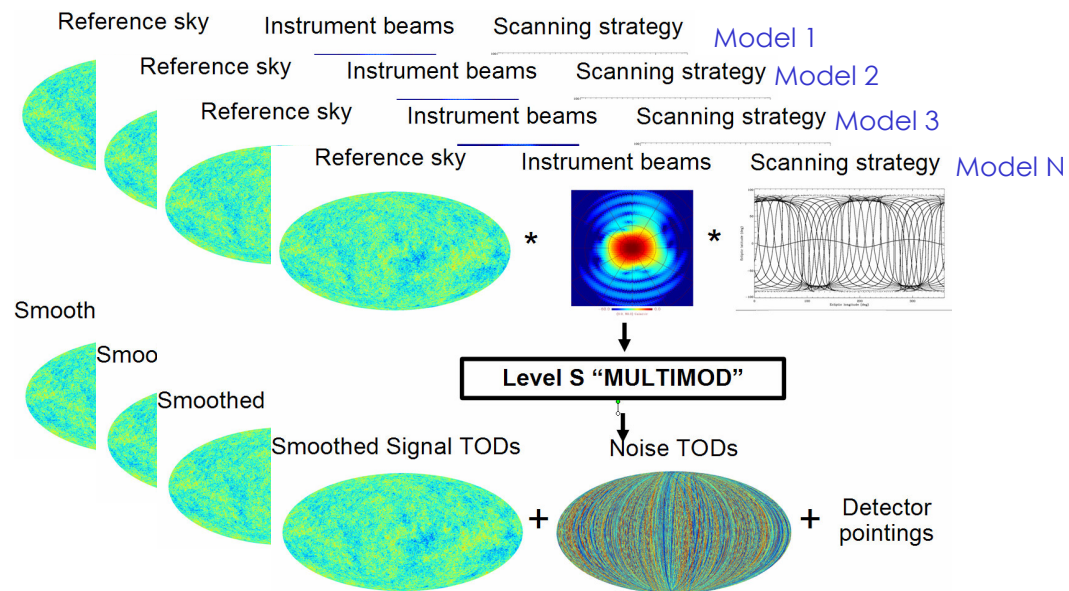 Reference sky Instrument beams Scanning strategy Model 1
Reference sky Instrument beams Scanning strategy Model 2
Reference sky Instrument beams Scanning strategy Model 3
Reference sky Instrument beams Scanning strategy Model N
* *
Smooth
Level S “MULTIMOD”
Smoo
Smoothed
Smoothed Signal TODs Noise TODs
+ + Detector
pointings